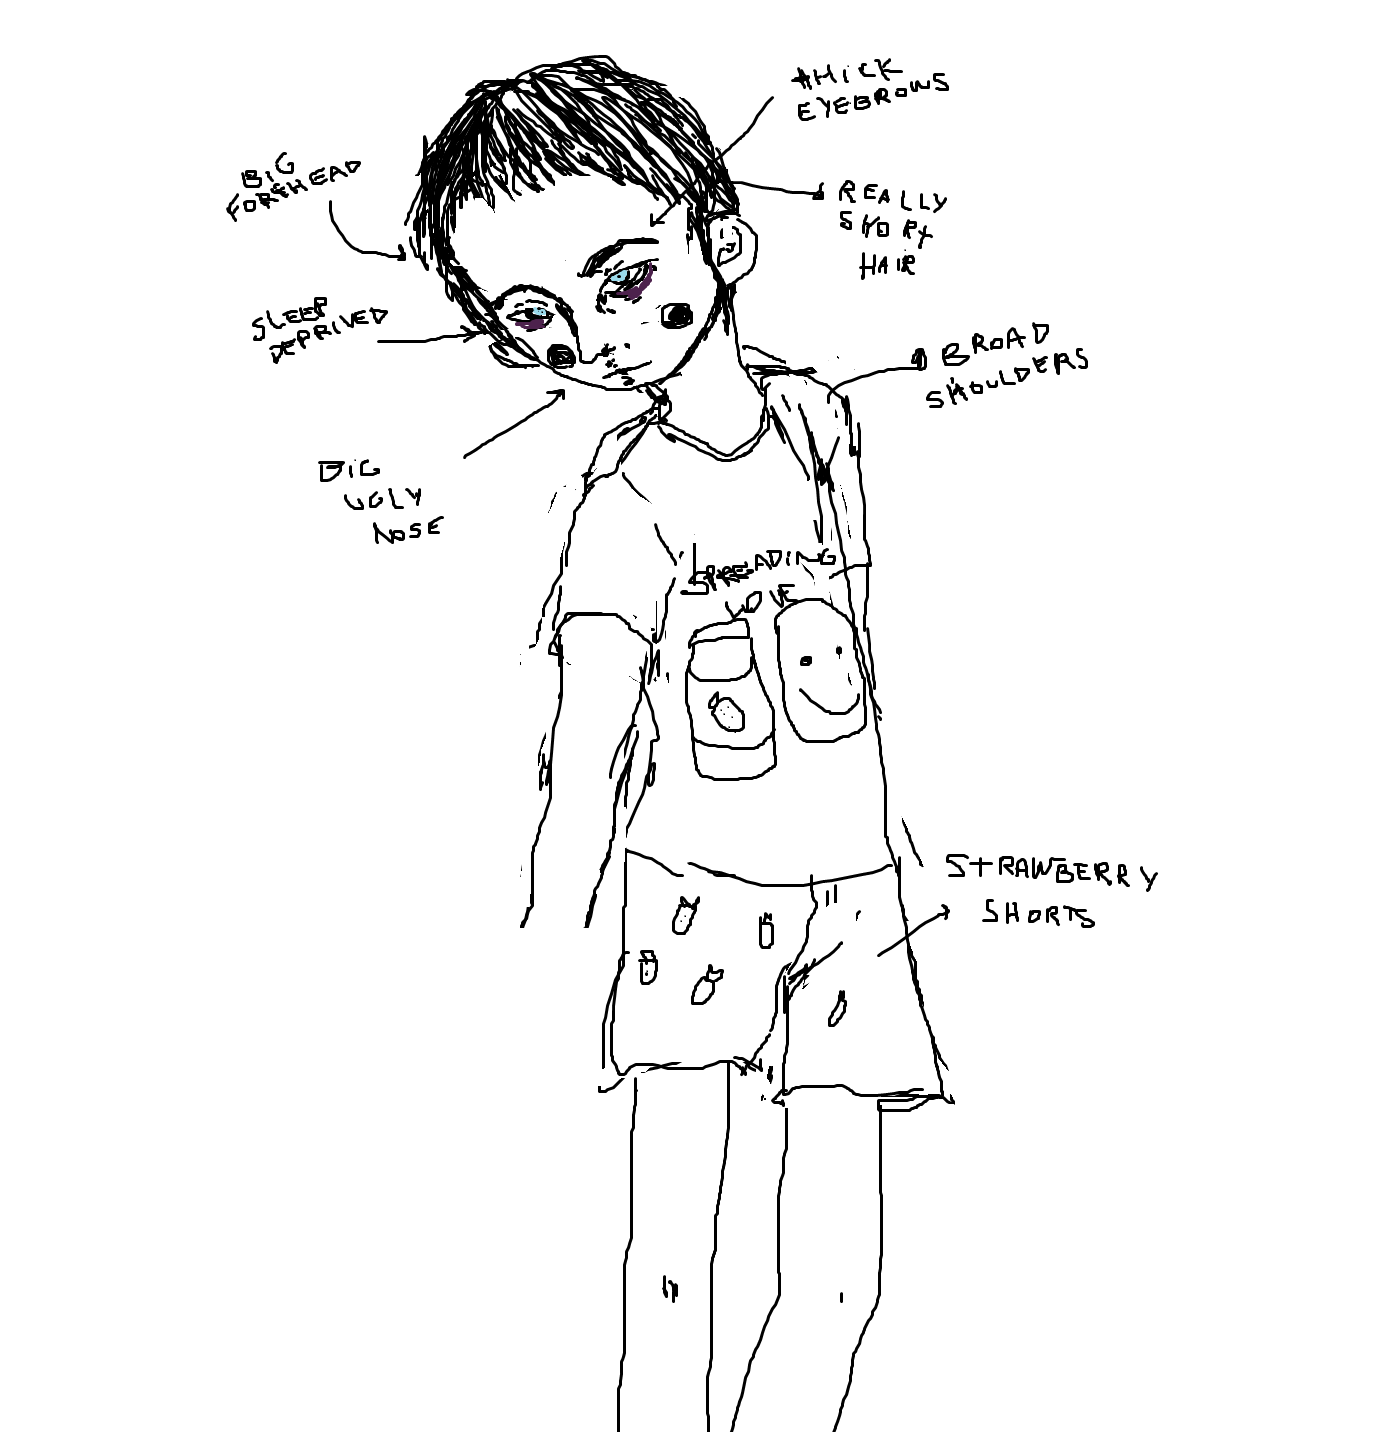 THICK
EYEBROWS
BIG
FOREHEAD
REALLY
SHORT
HAIR
SLEEP
DEPRIVED
BROAD
SHOULDERS
BIG
UGLY
NOSE
SPREADING
LOVE
STRAWBERRY
SHORTS